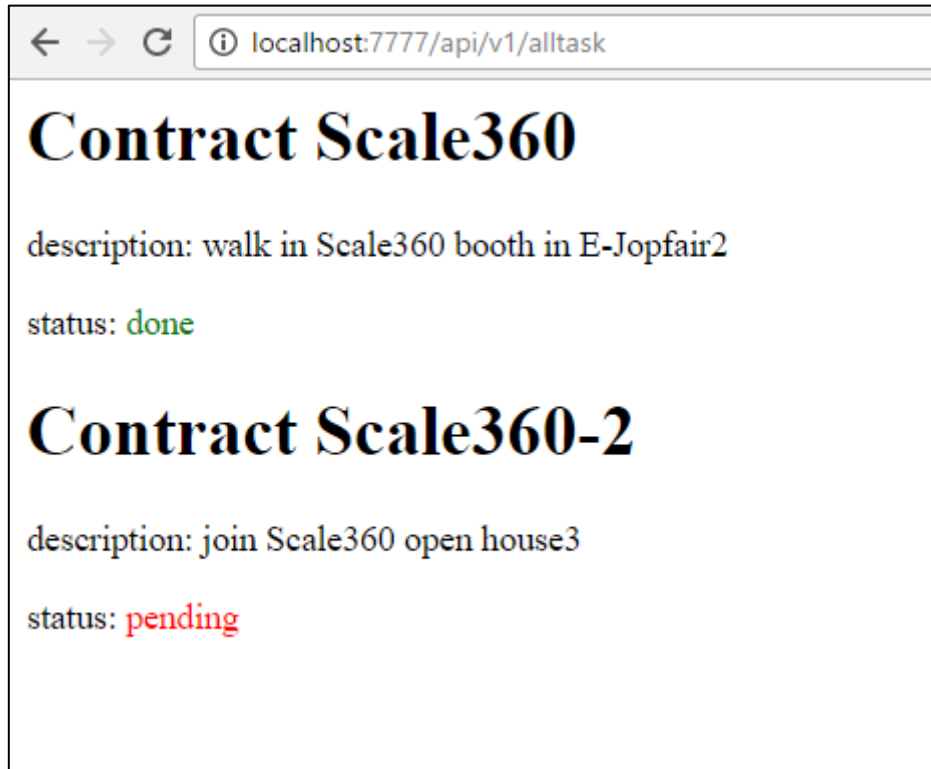 localhost:7777/api/v1/alltask
Contract Scale360
description: walk in Scale360 booth in E-Jopfair2
status: done
Contract Scale360-2
description: join Scale360 open house3
status: pending